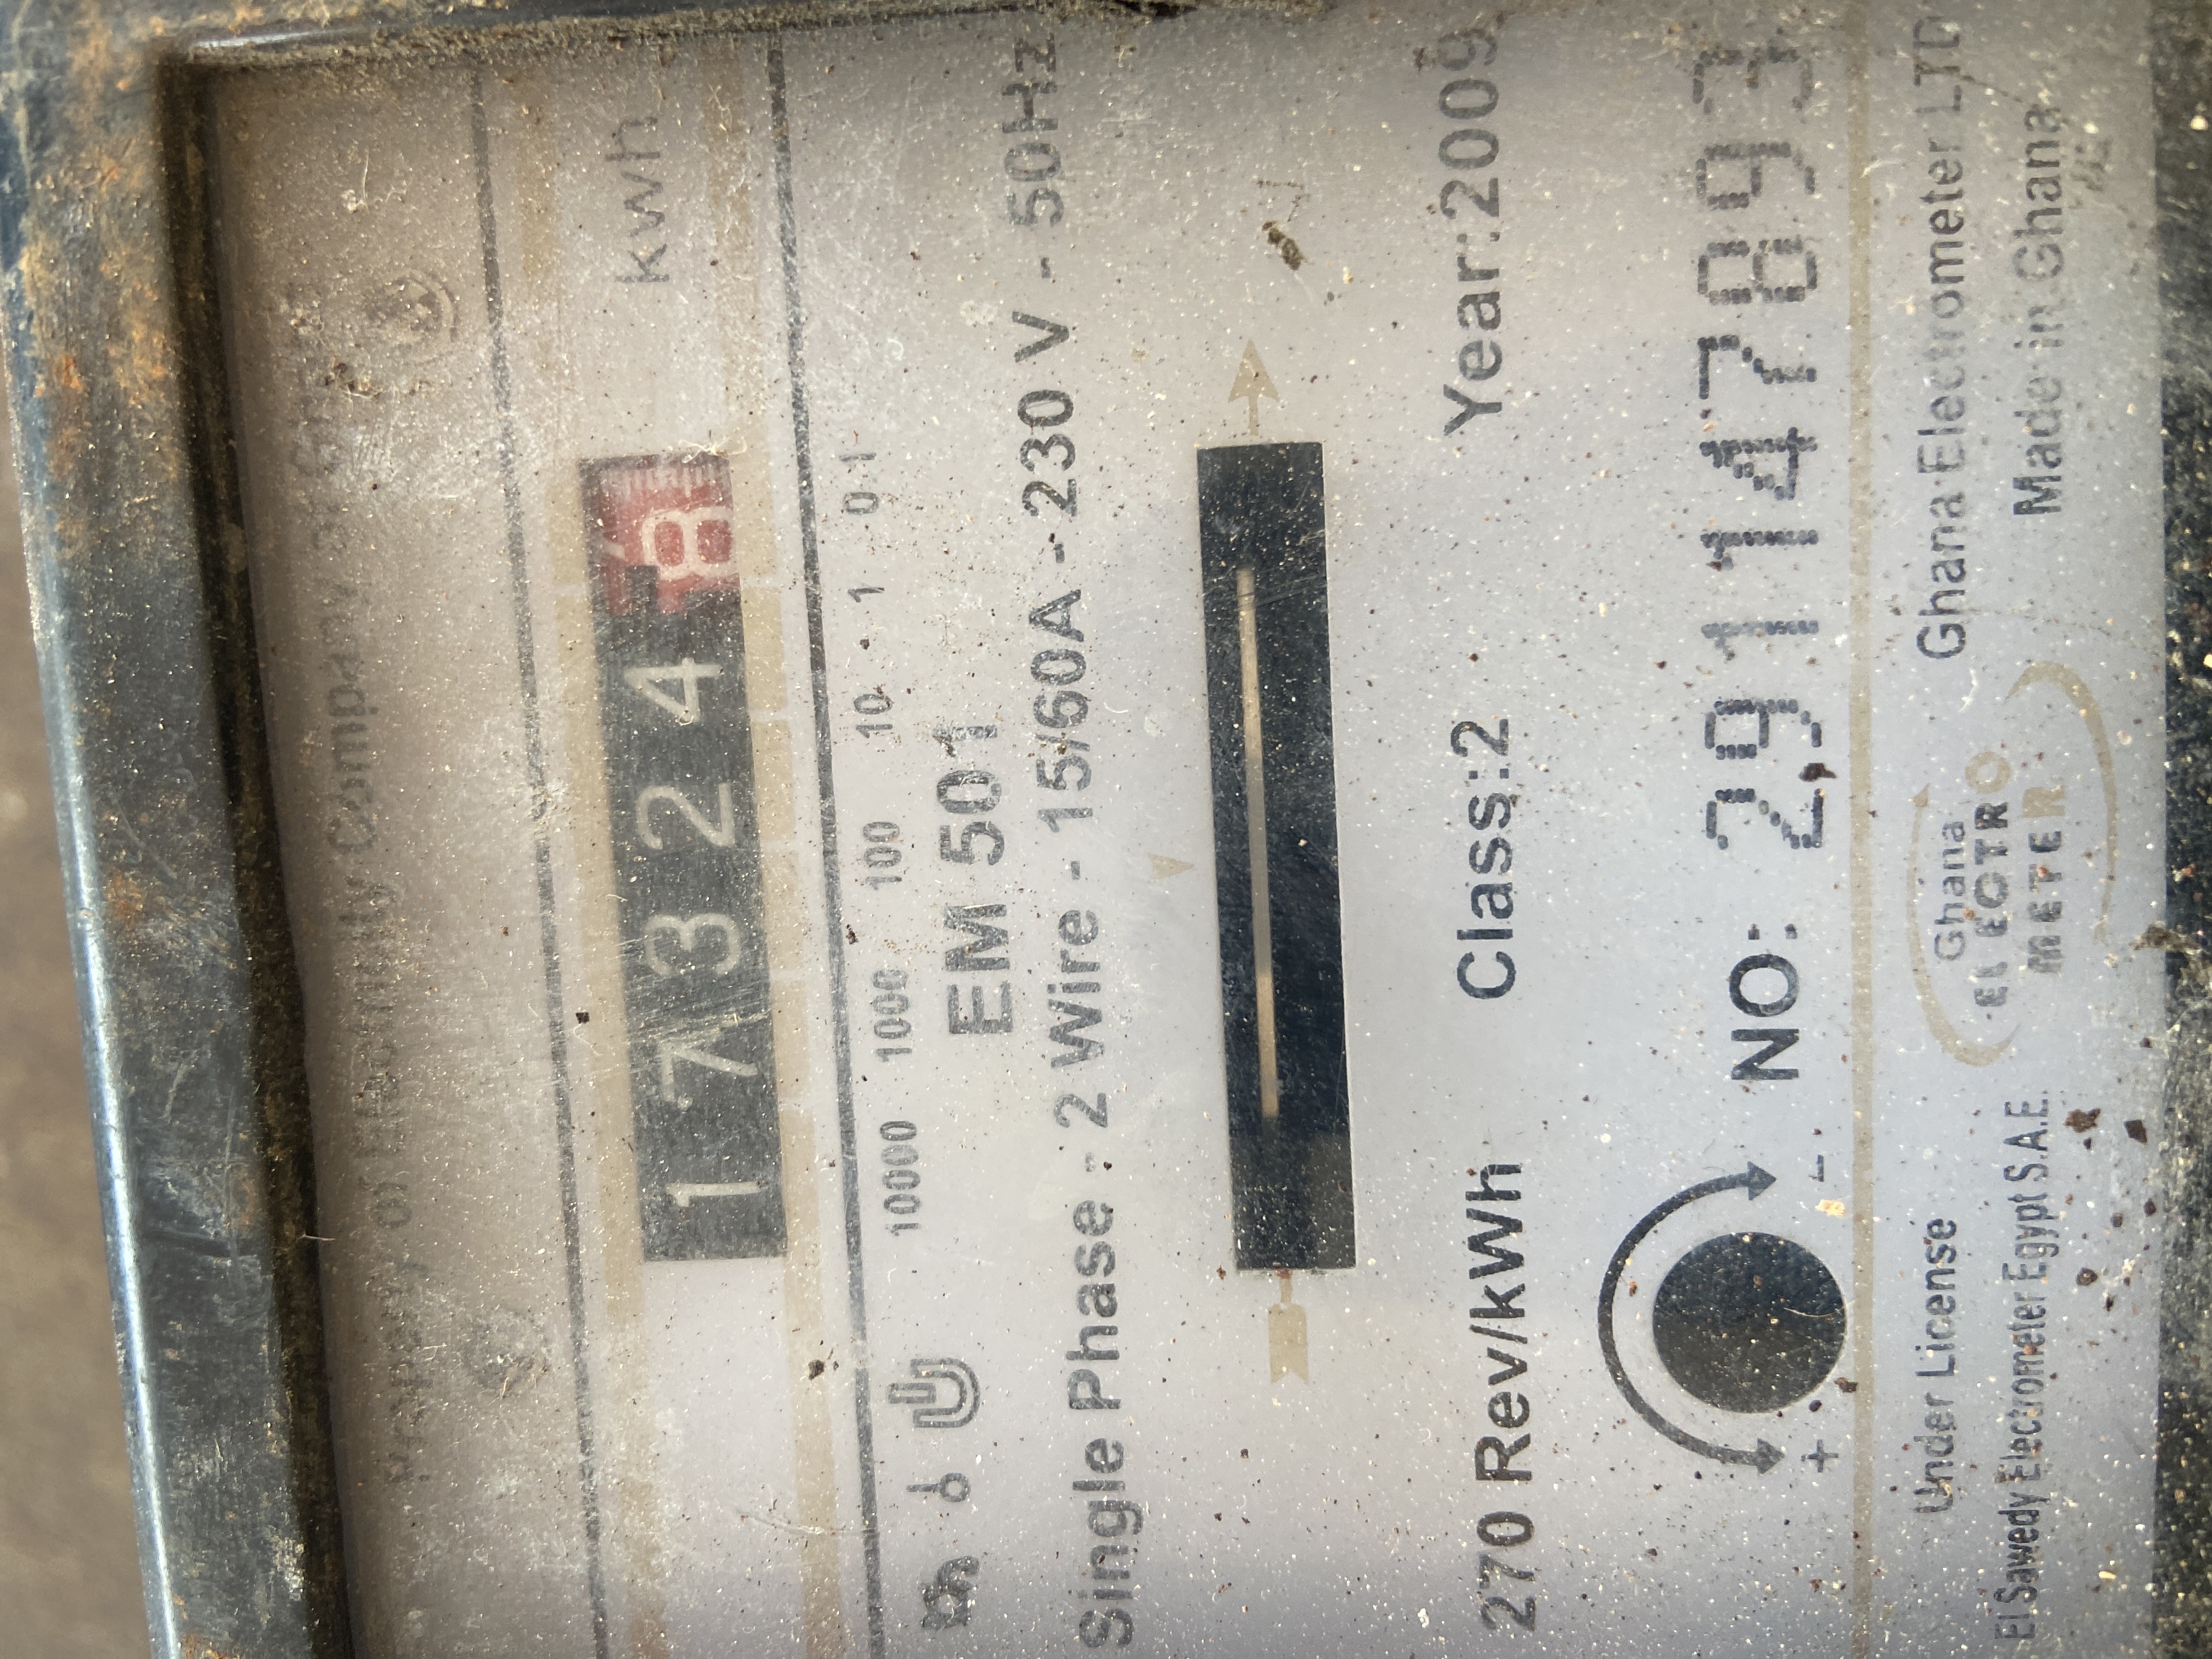 Property of Electricity Company of Ghana
17324 8 kwh
10000 1000 100 10 1 0.1
EM 501
Single Phase - 2 Wire - 15/60A - 230 V - 50Hz
270 Rev/kWh Class:2 Year:2009
+ -
NO: 291147893
Under License
El Sawedy Electrometer Egypt S.A.E.
Ghana
ELECTRO
METER
Ghana Electrometer LTD
Made in Ghana